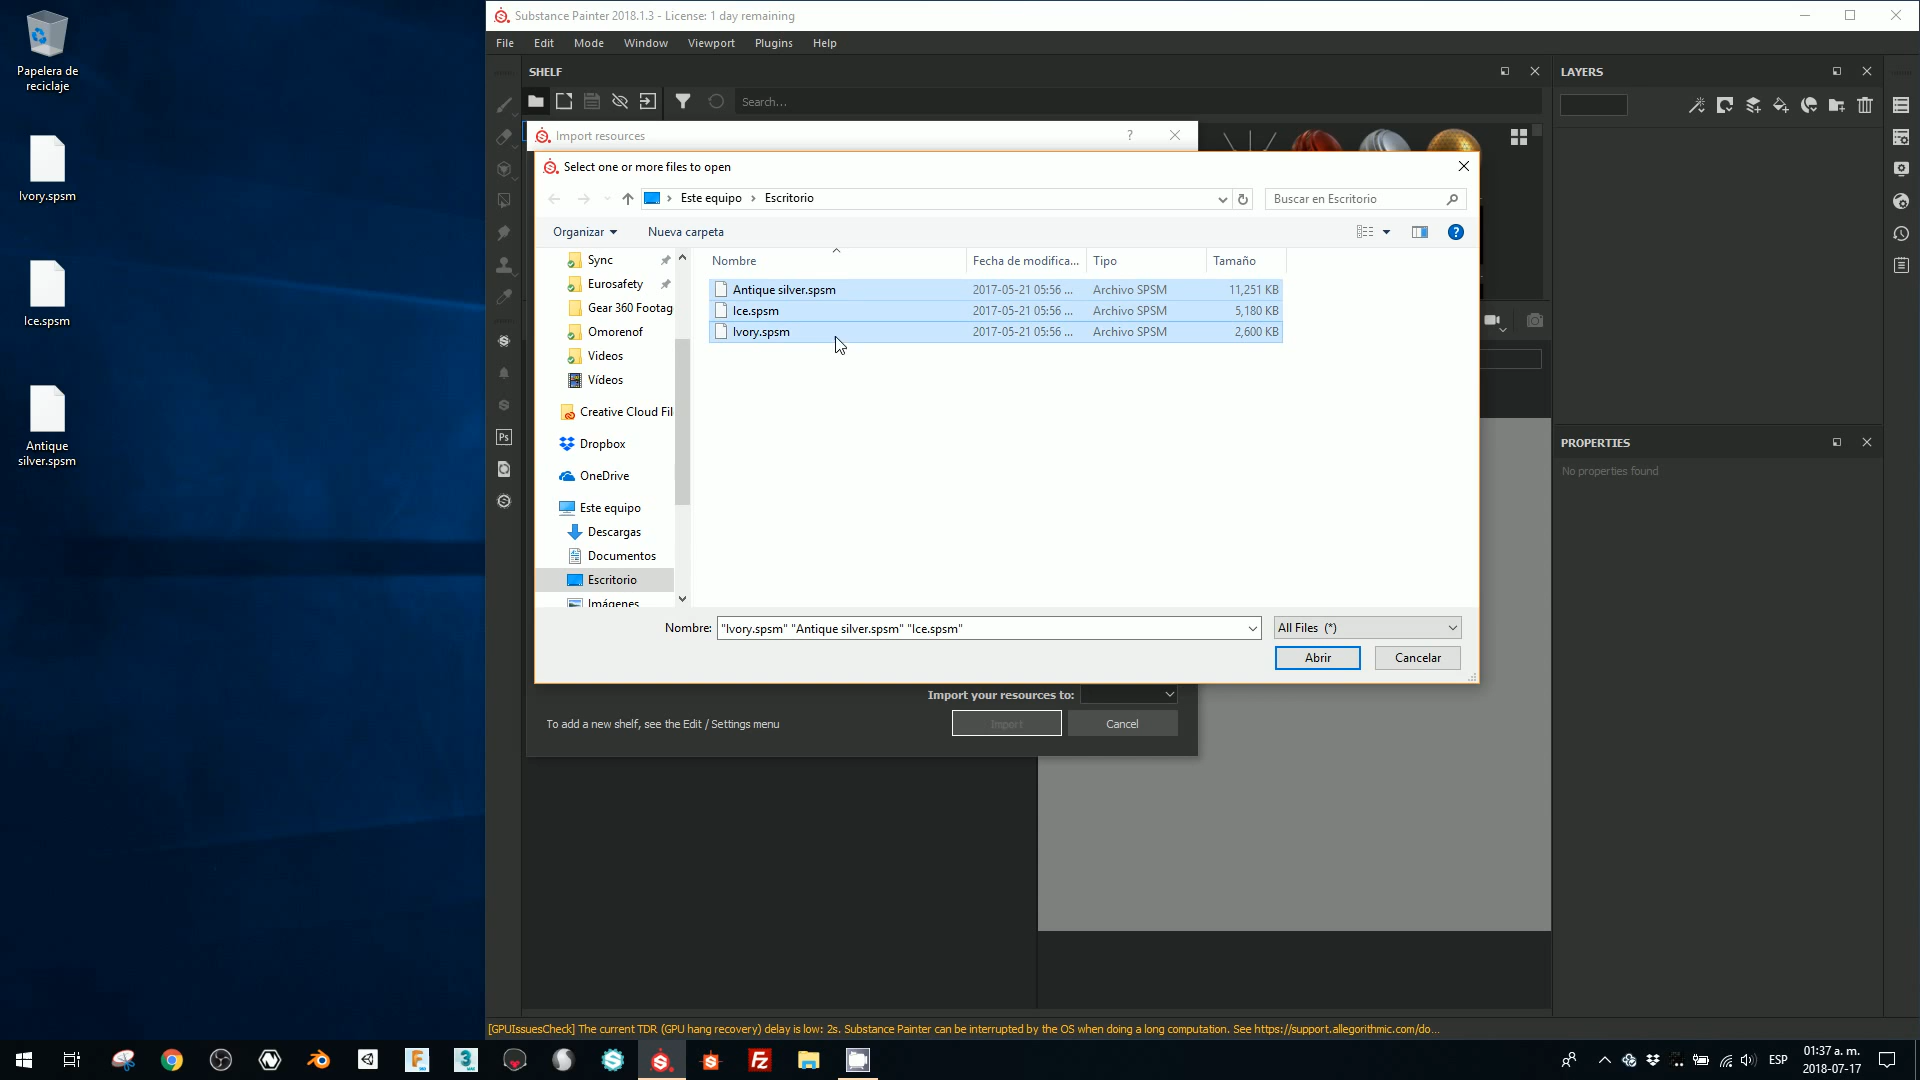 Papelera de
reciclaje
Ivory.spsm
Ice.spsm
Antique
silver.spsm
Substance Painter 2018.1.3 - License: 1 day remaining
File Edit Mode Window Viewport Plugins Help
SHELF
Search...
LAYERS
Import resources ?
Select one or more files to open
Este equipo › Escritorio
Buscar en Escritorio
Organizar
Nueva carpeta
?
Sync
Eurosafety
Gear 360 Footag
Omorenof
Videos
Vídeos
Creative Cloud Fil
Dropbox
OneDrive
Este equipo
Descargas
Documentos
Escritorio
Imágenes
Nombre Fecha de modifica... Tipo Tamaño
Antique silver.spsm 2017-05-21 05:56 ... Archivo SPSM 11,251 KB
Ice.spsm 2017-05-21 05:56 ... Archivo SPSM 5,180 KB
Ivory.spsm 2017-05-21 05:56 ... Archivo SPSM 2,600 KB
Nombre: "Ivory.spsm" "Antique silver.spsm" "Ice.spsm" All Files (*)
Abrir Cancelar
Import your resources to:
To add a new shelf, see the Edit / Settings menu
Import Cancel
PROPERTIES
No properties found
Ps
[GPUIssuesCheck] The current TDR (GPU hang recovery) delay is low: 2s. Substance Painter can be interrupted by the OS when doing a long computation. See https://support.allegorithmic.com/do...
ESP
01:37 a. m.
2018-07-17